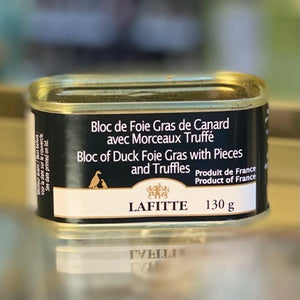 Bloc de Foie Gras de Canard
avec Morceaux Truffé
Bloc of Duck Foie Gras with Pieces
and Truffles
Produit de France
Product of France
LAFITTE 130 g